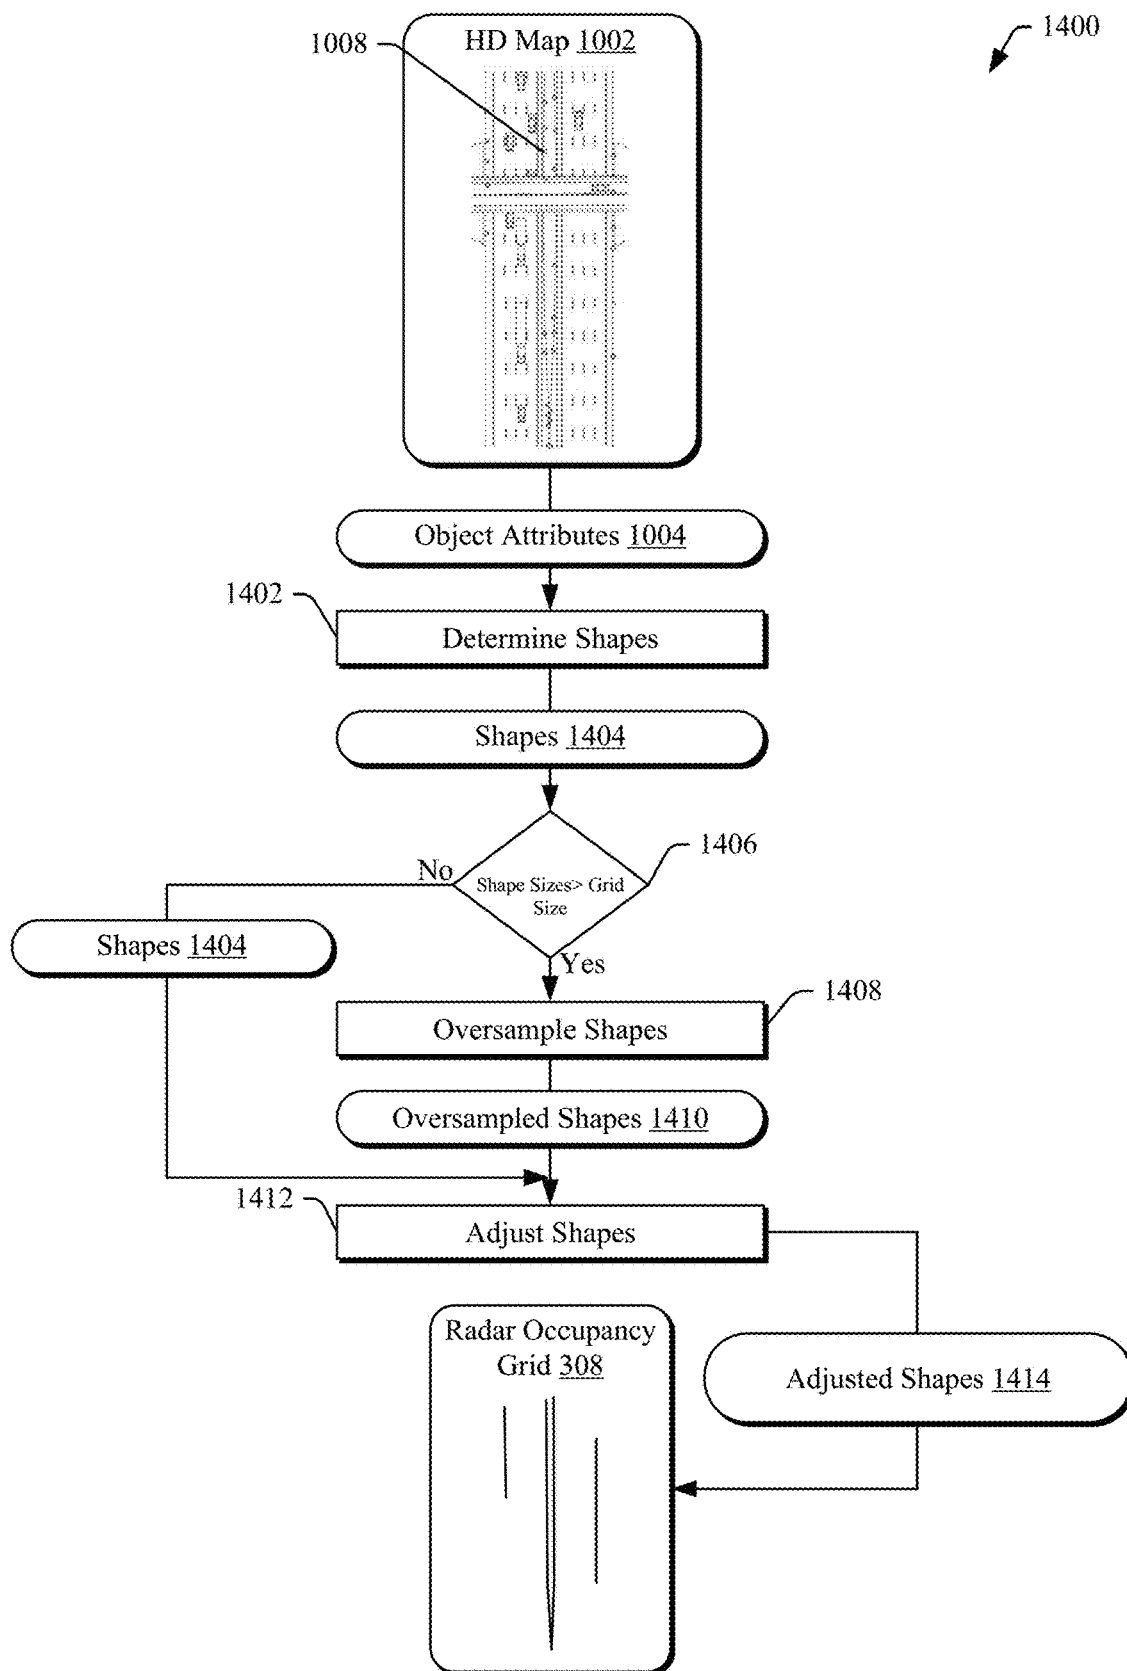 1400
HD Map 1002
1008
Object Attributes 1004
1402
Determine Shapes
Shapes 1404
1406
No
Shape Sizes> Grid
Size
Shapes 1404
Yes
1408
Oversample Shapes
Oversampled Shapes 1410
1412
Adjust Shapes
Radar Occupancy
Grid 308
Adjusted Shapes 1414